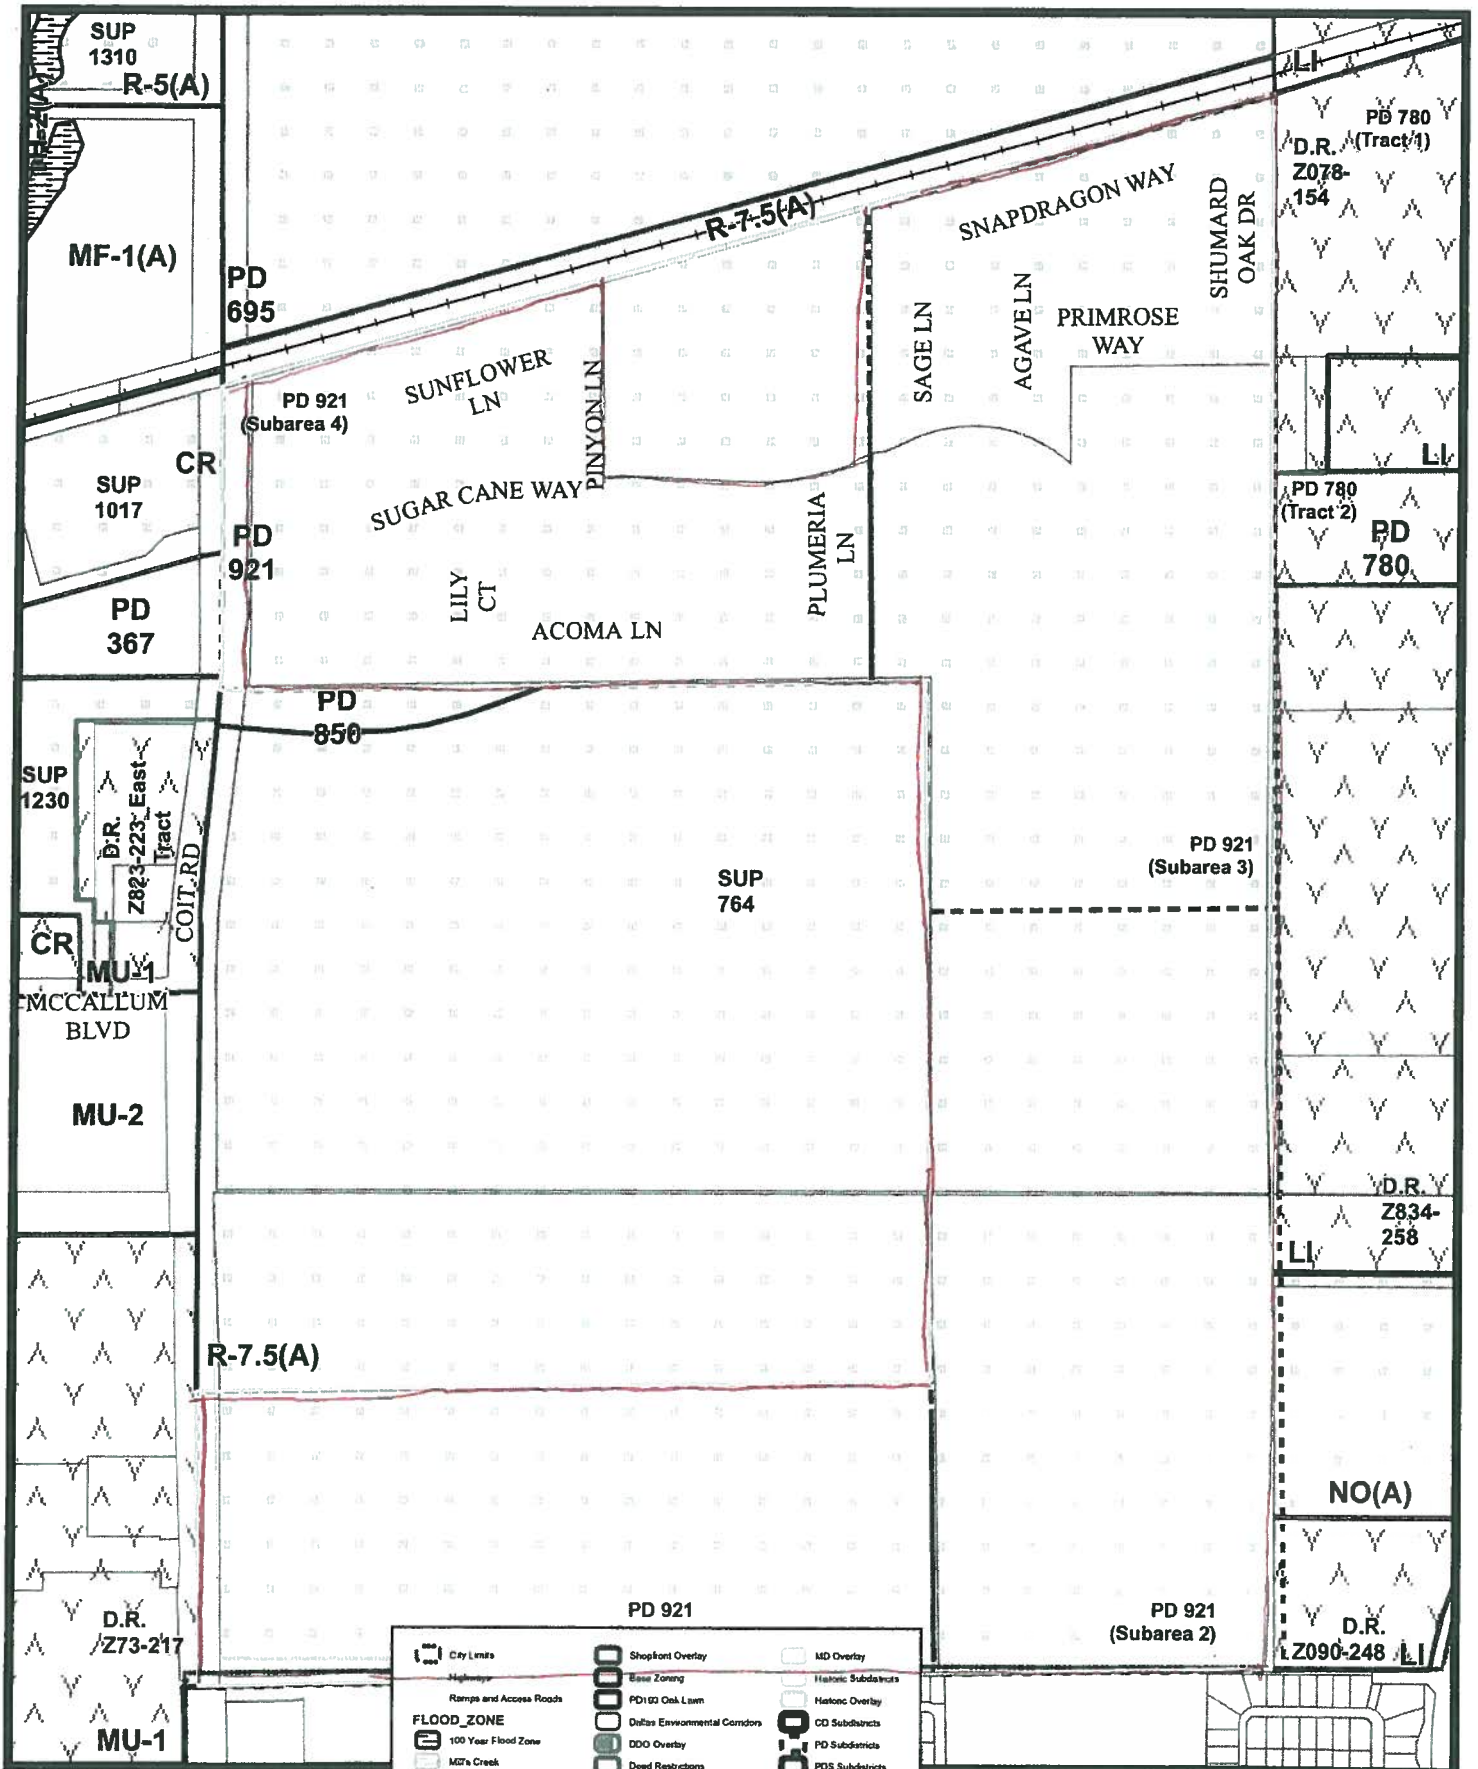 SUP
1310
R-5(A)
TH-2(A)
MF-1(A)
PD
695
R-7.5(A)
LI
PD 780
(Tract 1)
D.R.
Z078-
154
SNAPDRAGON WAY
SHUMARD
OAK DR
SAGE LN
AGAVE LN
PRIMROSE
WAY
SUNFLOWER
LN
PINYON LN
PD 921
(Subarea 4)
CR
SUP
1017
SUGAR CANE WAY
LI
PD 780
(Tract 2)
PD
780
PD
921
PLUMERIA
LN
LILY
CT
ACOMA LN
PD
367
PD
850
SUP
1230
D.R.
Z823-223_East
Tract
COIT RD
SUP
764
PD 921
(Subarea 3)
CR
MU-1
MCCALLUM
BLVD
MU-2
D.R.
Z834-
258
LI
R-7.5(A)
NO(A)
D.R.
Z73-217
PD 921
PD 921
(Subarea 2)
D.R.
Z090-248
LI
MU-1
City Limits
Highways
Ramps and Access Roads
FLOOD_ZONE
100 Year Flood Zone
Mill's Creek
Shopfront Overlay
Base Zoning
PD193 Oak Lawn
Dallas Environmental Corridors
DDO Overlay
Deed Restrictions
MD Overlay
Historic Subdistricts
Historic Overlay
CD Subdistricts
PD Subdistricts
PDS Subdistricts